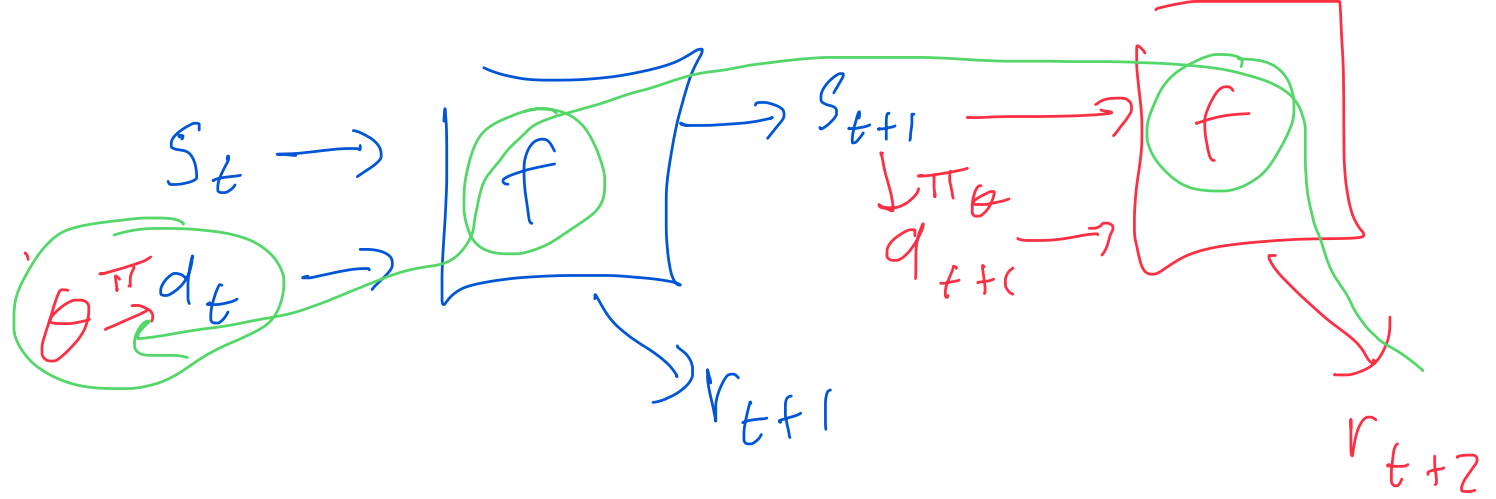 S_t → f → S_{t+1} → f
↓ π_θ
θ π→ a_t → a_{t+1} →
r_{t+1}
r_{t+2}